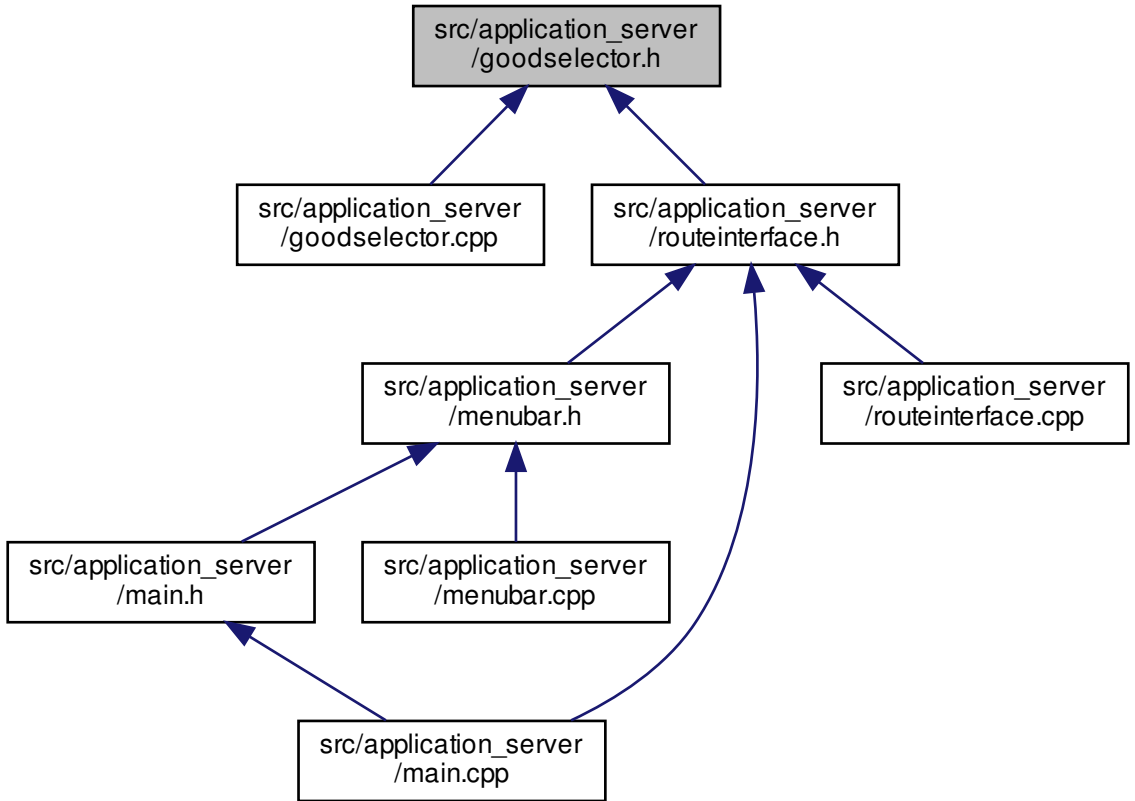 src/application_server
/goodselector.h
src/application_server
/goodselector.cpp
src/application_server
/routeinterface.h
src/application_server
/menubar.h
src/application_server
/routeinterface.cpp
src/application_server
/main.h
src/application_server
/menubar.cpp
src/application_server
/main.cpp